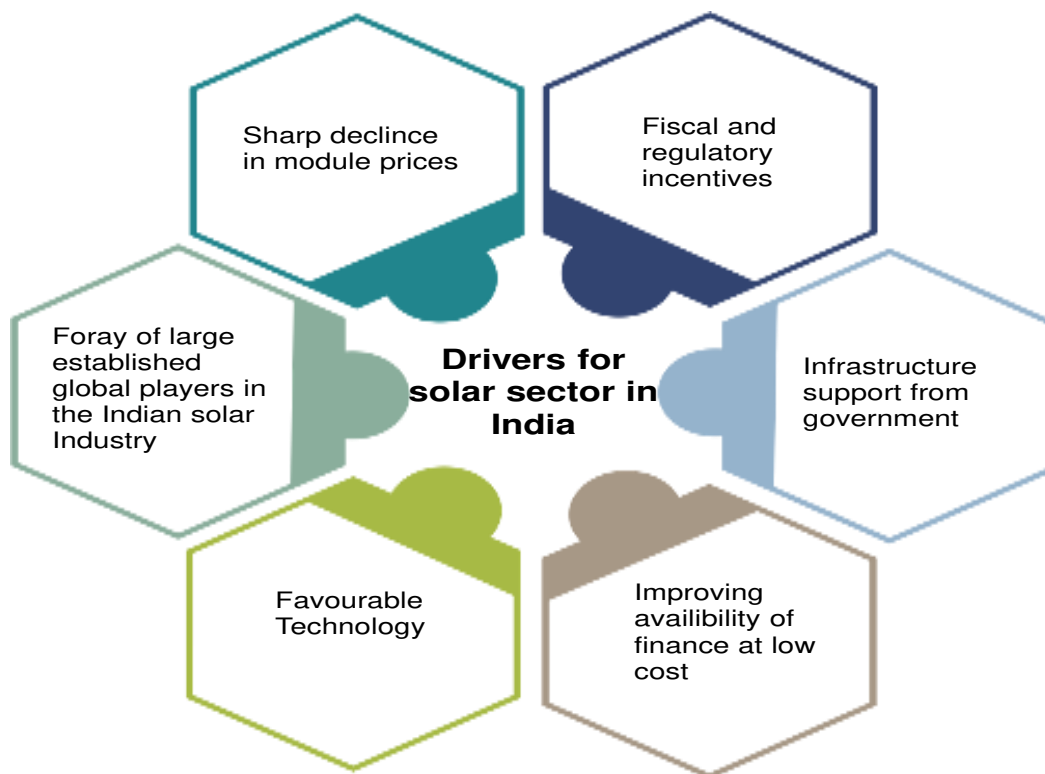 Sharp declince
in module prices
Fiscal and
regulatory
incentives
Foray of large
established
global players in
the Indian solar
Industry
Drivers for
solar sector in
India
Infrastructure
support from
government
Favourable
Technology
Improving
availibility of
finance at low
cost